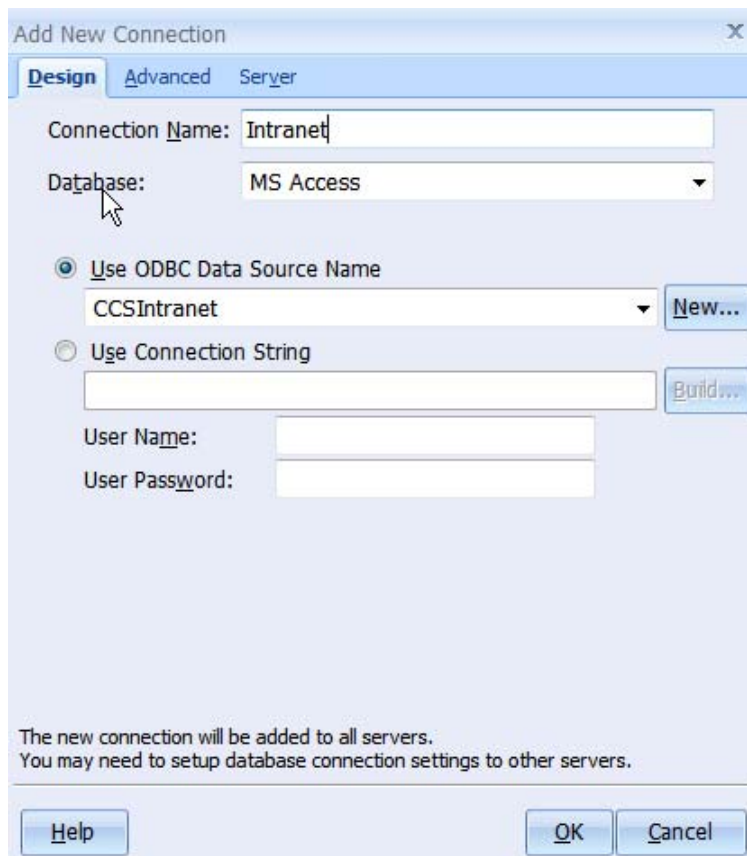 Add New Connection
Design Advanced Server
Connection Name: Intranet
Database: MS Access
Use ODBC Data Source Name
CCSIntranet New...
Use Connection String
Build...
User Name:
User Password:
The new connection will be added to all servers.
You may need to setup database connection settings to other servers.
Help OK Cancel